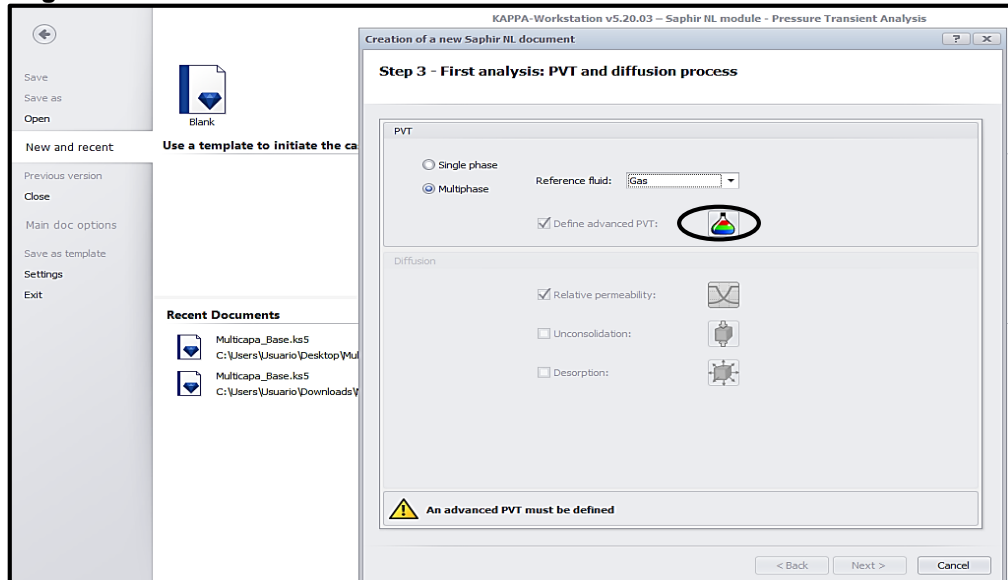 KAPPA-Workstation v5.20.03 – Saphir NL module - Pressure Transient Analysis
Creation of a new Saphir NL document
Step 3 - First analysis: PVT and diffusion process
Save
Save as
Open
New and recent
Previous version
Close
Main doc options
Save as template
Settings
Exit
Blank
Use a template to initiate the ca
Recent Documents
Multicapa_Base.ks5
C:\Users\Usuario\Desktop\Mul
Multicapa_Base.ks5
C:\Users\Usuario\Downloads\
PVT
Single phase
Multiphase
Reference fluid: Gas
Define advanced PVT:
Diffusion
Relative permeability:
Unconsolidation:
Desorption:
An advanced PVT must be defined
< Back
Next >
Cancel